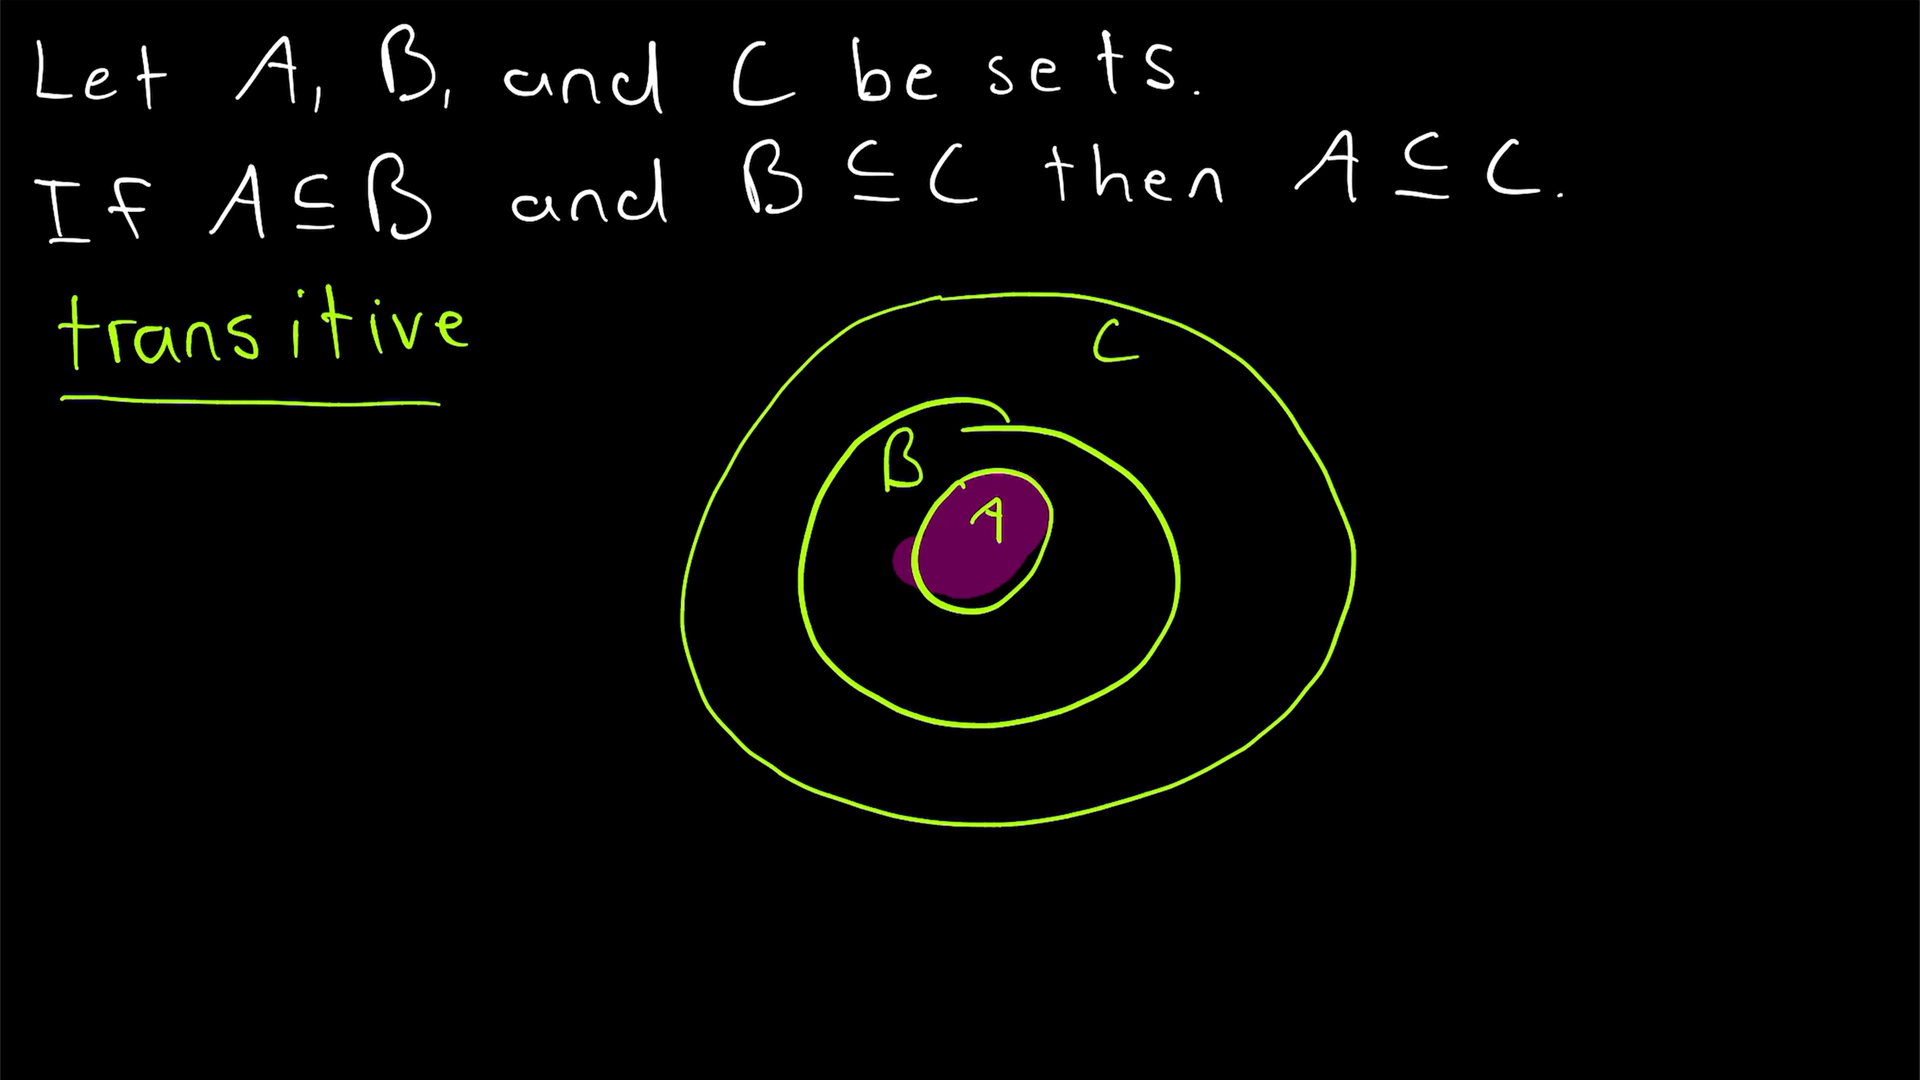 Let A, B, and C be sets.
If A ⊆ B and B ⊆ C then A ⊆ C.
transitive
C
B
A